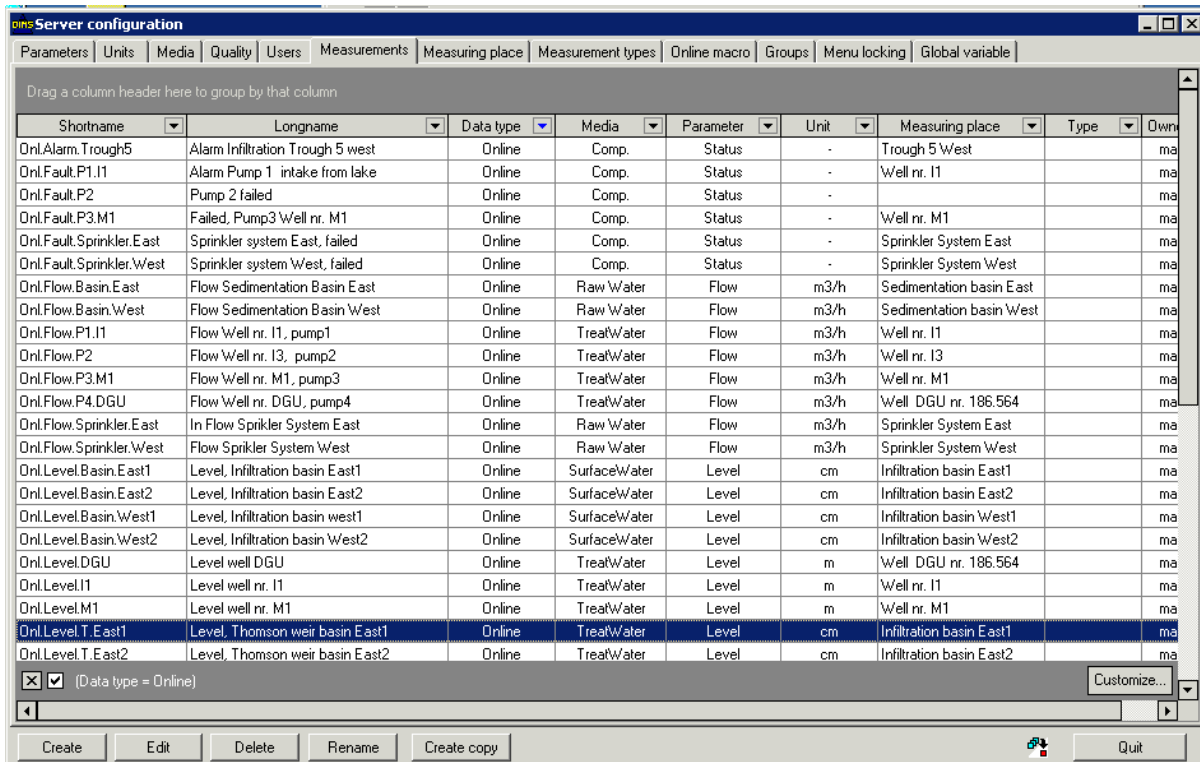 DIMS Server configuration
Parameters Units Media Quality Users Measurements Measuring place Measurement types Online macro Groups Menu locking Global variable
Drag a column header here to group by that column
Shortname Longname Data type Media Parameter Unit Measuring place Type Owne
Onl.Alarm.Trough5 Alarm Infiltration Trough 5 west Online Comp. Status - Trough 5 West ma
Onl.Fault.P1.I1 Alarm Pump 1 intake from lake Online Comp. Status - Well nr. I1 ma
Onl.Fault.P2 Pump 2 failed Online Comp. Status - ma
Onl.Fault.P3.M1 Failed, Pump3 Well nr. M1 Online Comp. Status - Well nr. M1 ma
Onl.Fault.Sprinkler.East Sprinkler system East, failed Online Comp. Status - Sprinkler System East ma
Onl.Fault.Sprinkler.West Sprinkler system West, failed Online Comp. Status - Sprinkler System West ma
Onl.Flow.Basin.East Flow Sedimentation Basin East Online Raw Water Flow m3/h Sedimentation basin East ma
Onl.Flow.Basin.West Flow Sedimentation Basin West Online Raw Water Flow m3/h Sedimentation basin West ma
Onl.Flow.P1.I1 Flow Well nr. I1, pump1 Online TreatWater Flow m3/h Well nr. I1 ma
Onl.Flow.P2 Flow Well nr. I3, pump2 Online TreatWater Flow m3/h Well nr. I3 ma
Onl.Flow.P3.M1 Flow Well nr. M1, pump3 Online TreatWater Flow m3/h Well nr. M1 ma
Onl.Flow.P4.DGU Flow Well nr. DGU, pump4 Online TreatWater Flow m3/h Well DGU nr. 186.564 ma
Onl.Flow.Sprinkler.East In Flow Sprikler System East Online Raw Water Flow m3/h Sprinkler System East ma
Onl.Flow.Sprinkler.West Flow Sprikler System West Online Raw Water Flow m3/h Sprinkler System West ma
Onl.Level.Basin.East1 Level, Infiltration basin East1 Online SurfaceWater Level cm Infiltration basin East1 ma
Onl.Level.Basin.East2 Level, Infiltration basin East2 Online SurfaceWater Level cm Infiltration basin East2 ma
Onl.Level.Basin.West1 Level, Infiltration basin west1 Online SurfaceWater Level cm Infiltration basin West1 ma
Onl.Level.Basin.West2 Level, Infiltration basin West2 Online SurfaceWater Level cm Infiltration basin West2 ma
Onl.Level.DGU Level well DGU Online TreatWater Level m Well DGU nr. 186.564 ma
Onl.Level.I1 Level well nr. I1 Online TreatWater Level m Well nr. I1 ma
Onl.Level.M1 Level well nr. M1 Online TreatWater Level m Well nr. M1 ma
Onl.Level.T.East1 Level, Thomson weir basin East1 Online TreatWater Level cm Infiltration basin East1 ma
Onl.Level.T.East2 Level, Thomson weir basin East2 Online TreatWater Level cm Infiltration basin East2 ma
(Data type = Online) Customize...
Create Edit Delete Rename Create copy Quit